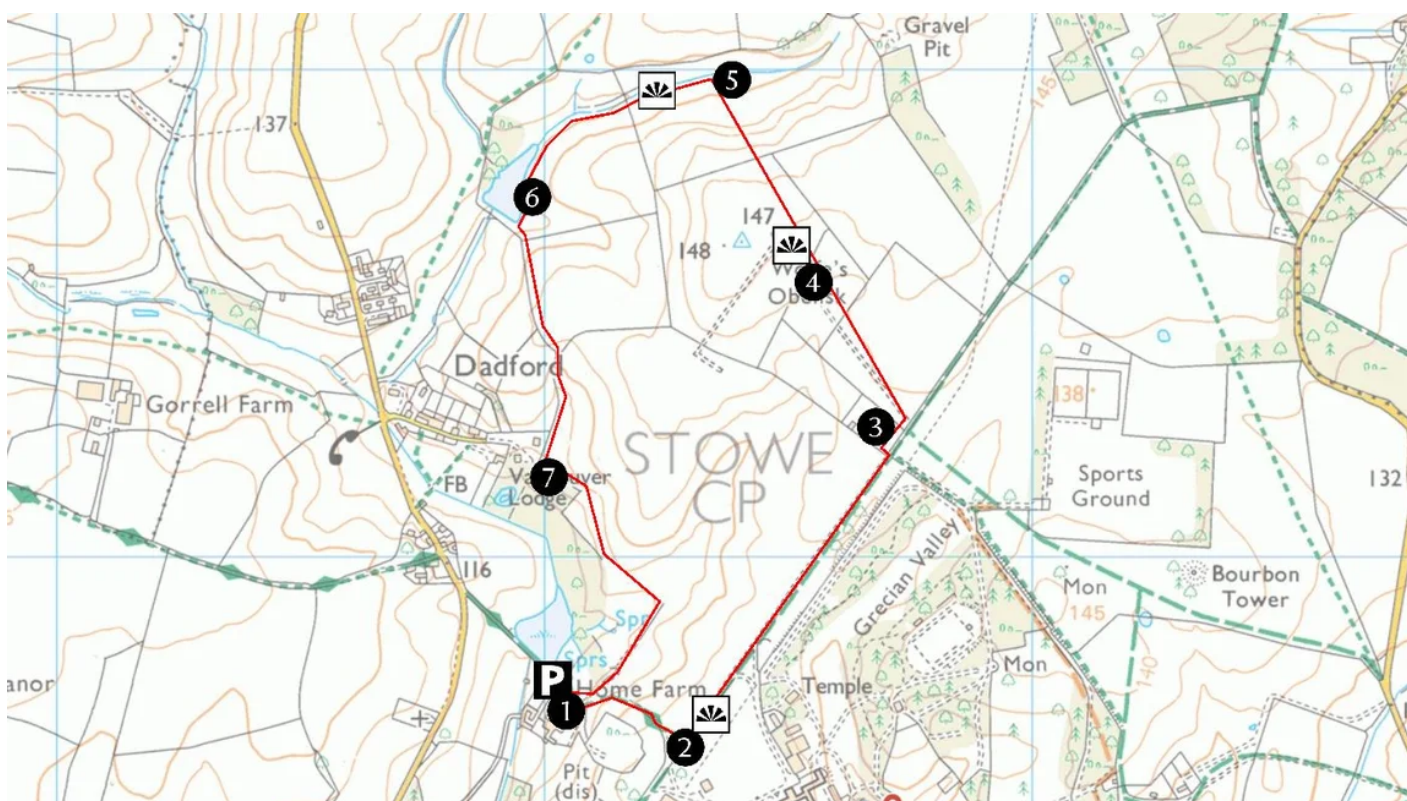 Gravel
Pit
5
137
145
6
147
148
4
Dadford
Gorrell Farm
138
3
STOWE
CP
Sports
Ground
132
7
Lodge
FB
Grecian Valley
116
Mon
145
Bourbon
Tower
Spr
Sprs
140
P
Home Farm
Mon
anor
1
Temple
2
Pit
(dis)